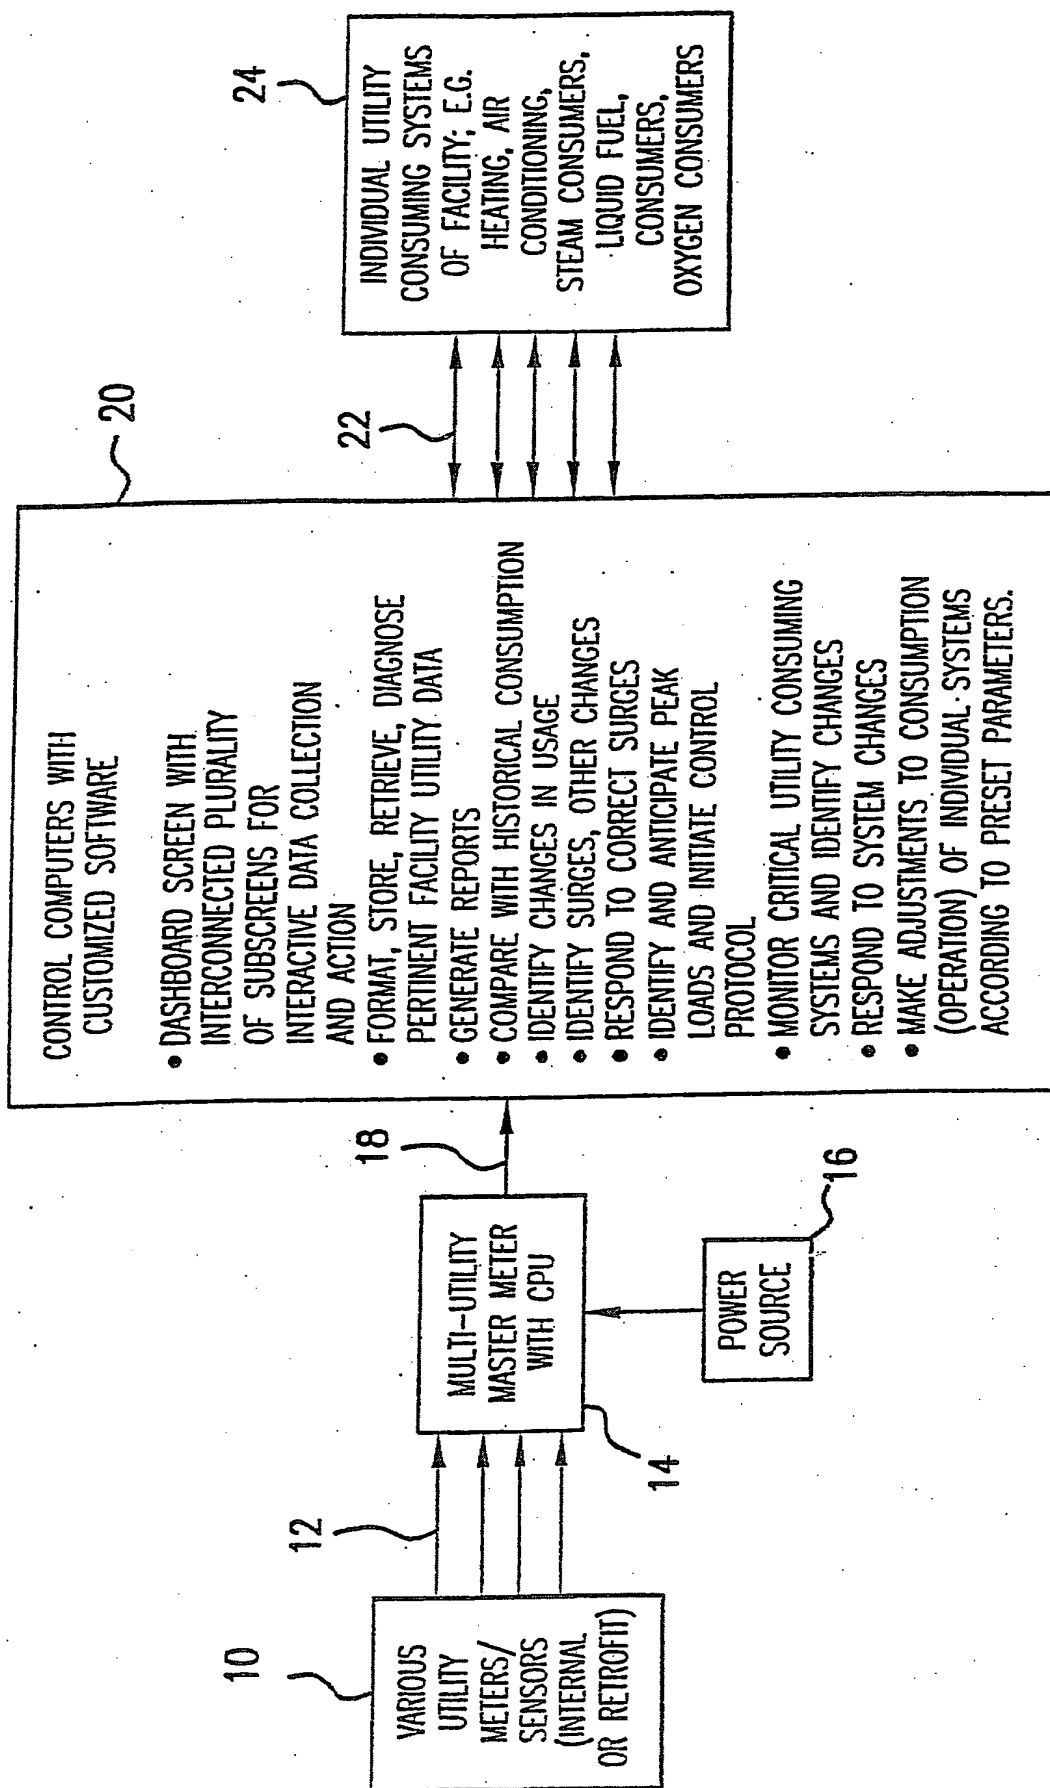 10
VARIOUS
UTILITY
METERS/
SENSORS
(INTERNAL
OR RETROFIT)
12
MULTI-UTILITY
MASTER METER
WITH CPU
14
POWER
SOURCE
16
18
CONTROL COMPUTERS WITH
CUSTOMIZED SOFTWARE
• DASHBOARD SCREEN WITH
INTERCONNECTED PLURALITY
OF SUBSCREENS FOR
INTERACTIVE DATA COLLECTION
AND ACTION
• FORMAT, STORE, RETRIEVE, DIAGNOSE
PERTINENT FACILITY UTILITY DATA
• GENERATE REPORTS
• COMPARE WITH HISTORICAL CONSUMPTION
• IDENTIFY CHANGES IN USAGE
• IDENTIFY SURGES, OTHER CHANGES
• RESPOND TO CORRECT SURGES
• IDENTIFY AND ANTICIPATE PEAK
LOADS AND INITIATE CONTROL
PROTOCOL
• MONITOR CRITICAL UTILITY CONSUMING
SYSTEMS AND IDENTIFY CHANGES
• RESPOND TO SYSTEM CHANGES
• MAKE ADJUSTMENTS TO CONSUMPTION
(OPERATION) OF INDIVIDUAL SYSTEMS
ACCORDING TO PRESET PARAMETERS.
20
22
24
INDIVIDUAL UTILITY
CONSUMING SYSTEMS
OF FACILITY; E.G.
HEATING, AIR
CONDITIONING,
STEAM CONSUMERS,
LIQUID FUEL,
CONSUMERS,
OXYGEN CONSUMERS